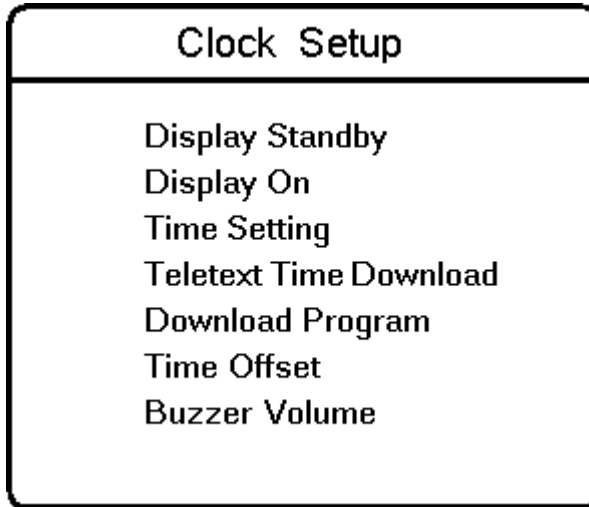 Clock Setup
Display Standby
Display On
Time Setting
Teletext Time Download
Download Program
Time Offset
Buzzer Volume